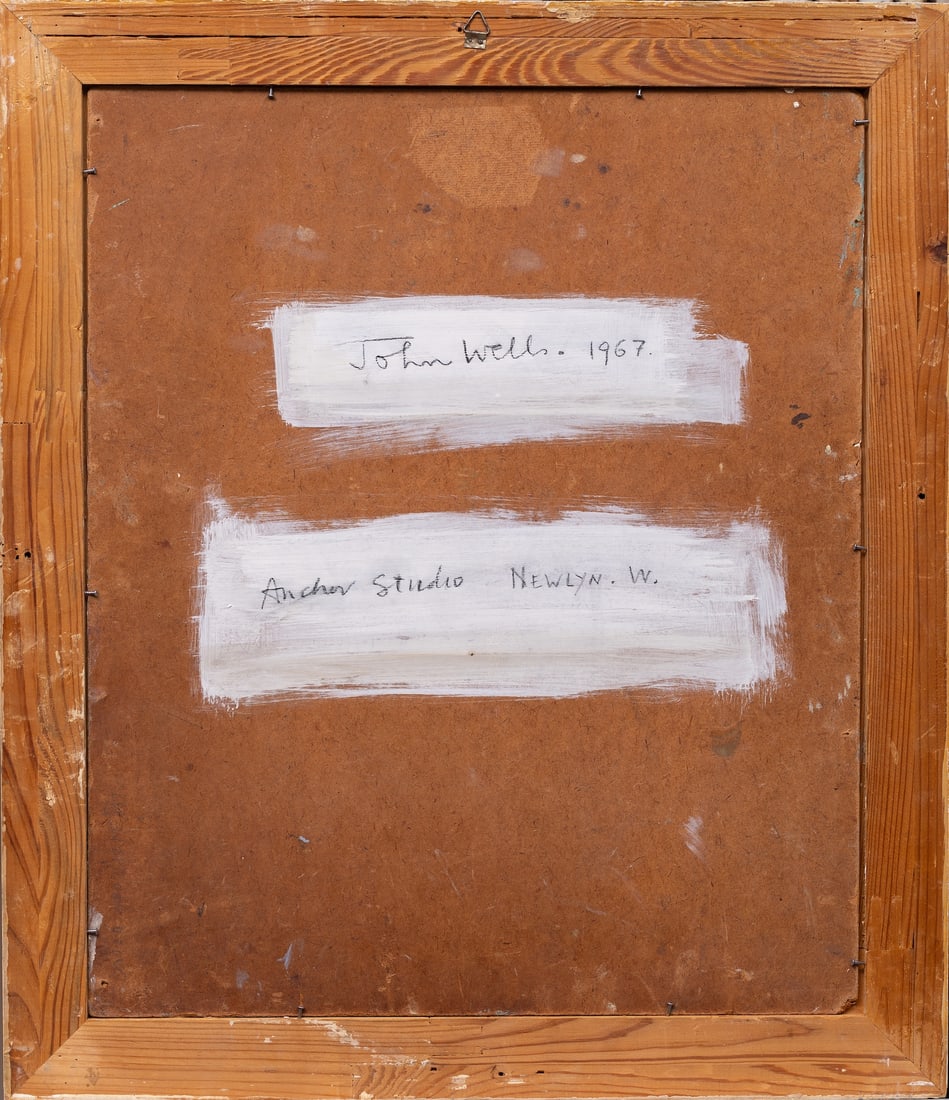 John Wells. 1967.
Anchor Studio NEWLYN. W.